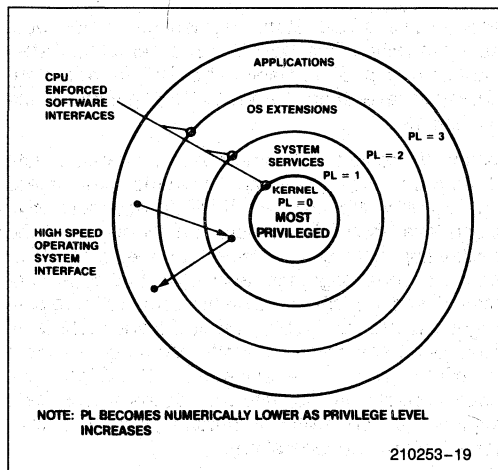 APPLICATIONS
CPU
ENFORCED
SOFTWARE
INTERFACES
OS EXTENSIONS
PL = 3
PL = 2
SYSTEM
SERVICES
PL = 1
KERNEL
PL =0
MOST
PRIVILEGED
HIGH SPEED
OPERATING
SYSTEM
INTERFACE
NOTE: PL BECOMES NUMERICALLY LOWER AS PRIVILEGE LEVEL
INCREASES
210253-19